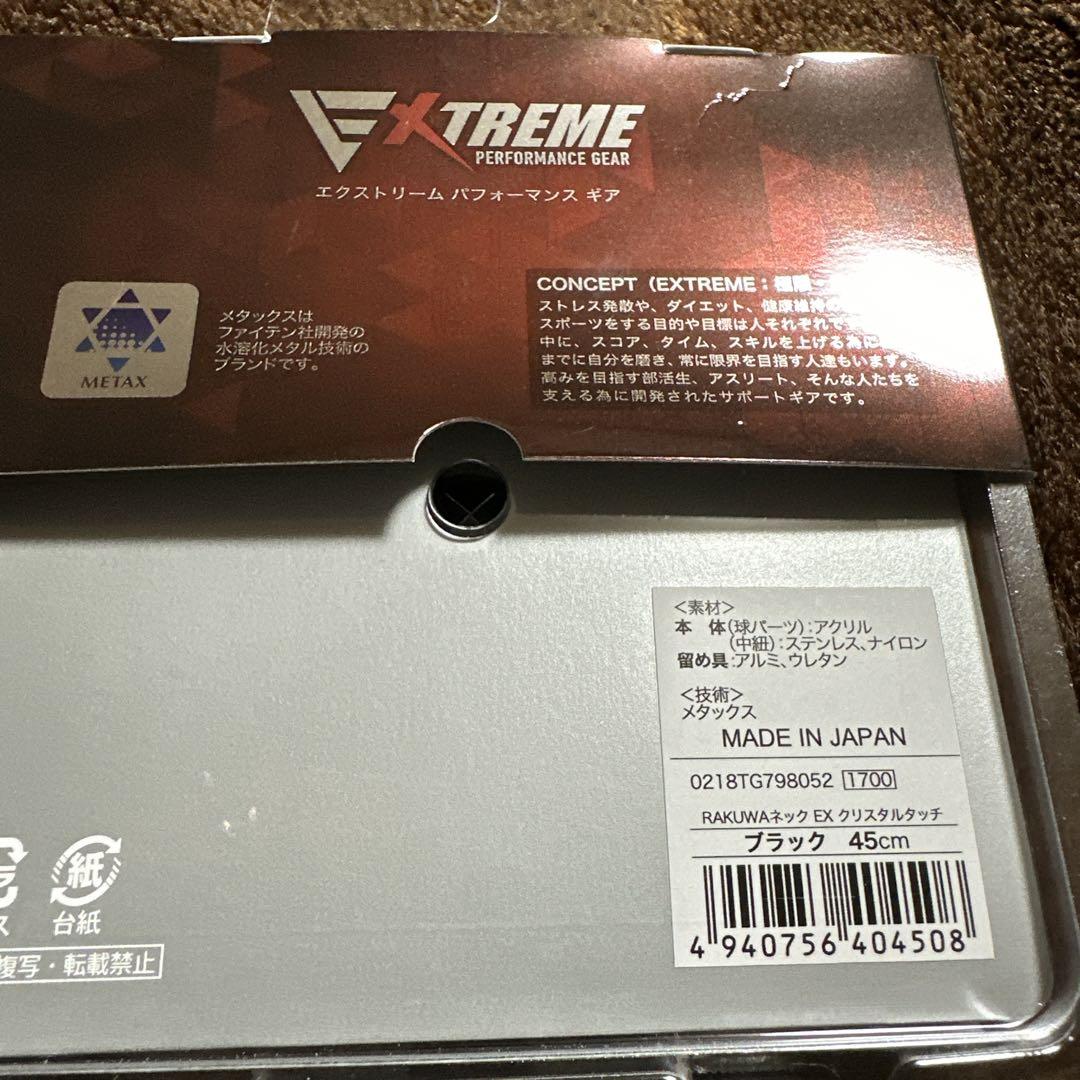 EXTREME
PERFORMANCE GEAR
エクストリーム パフォーマンス ギア
METAX
メタックスは
ファイテン社開発の
水溶化メタル技術の
ブランドです。
CONCEPT（EXTREME：極限・
ストレス発散や、ダイエット、健康維持
スポーツをする目的や目標は人それぞれで
中に、スコア、タイム、スキルを上げる為に
までに自分を磨き、常に限界を目指す人達もいます。
高みを目指す部活生、アスリート、そんな人たちを
支える為に開発されたサポートギアです。
＜素材＞
本　体(球パーツ):アクリル
(中紐):ステンレス、ナイロン
留め具:アルミ、ウレタン
＜技術＞
メタックス
MADE IN JAPAN
0218TG798052 1700
RAKUWAネック EX クリスタルタッチ
ブラック　45cm
4 940756 404508
紙
台紙
ス
複写・転載禁止